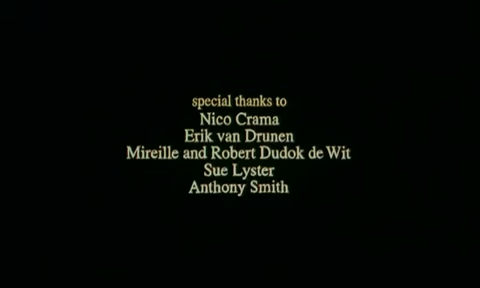 special thanks to
Nico Crama
Erik van Drunen
Mireille and Robert Dudok de Wit
Sue Lyster
Anthony Smith